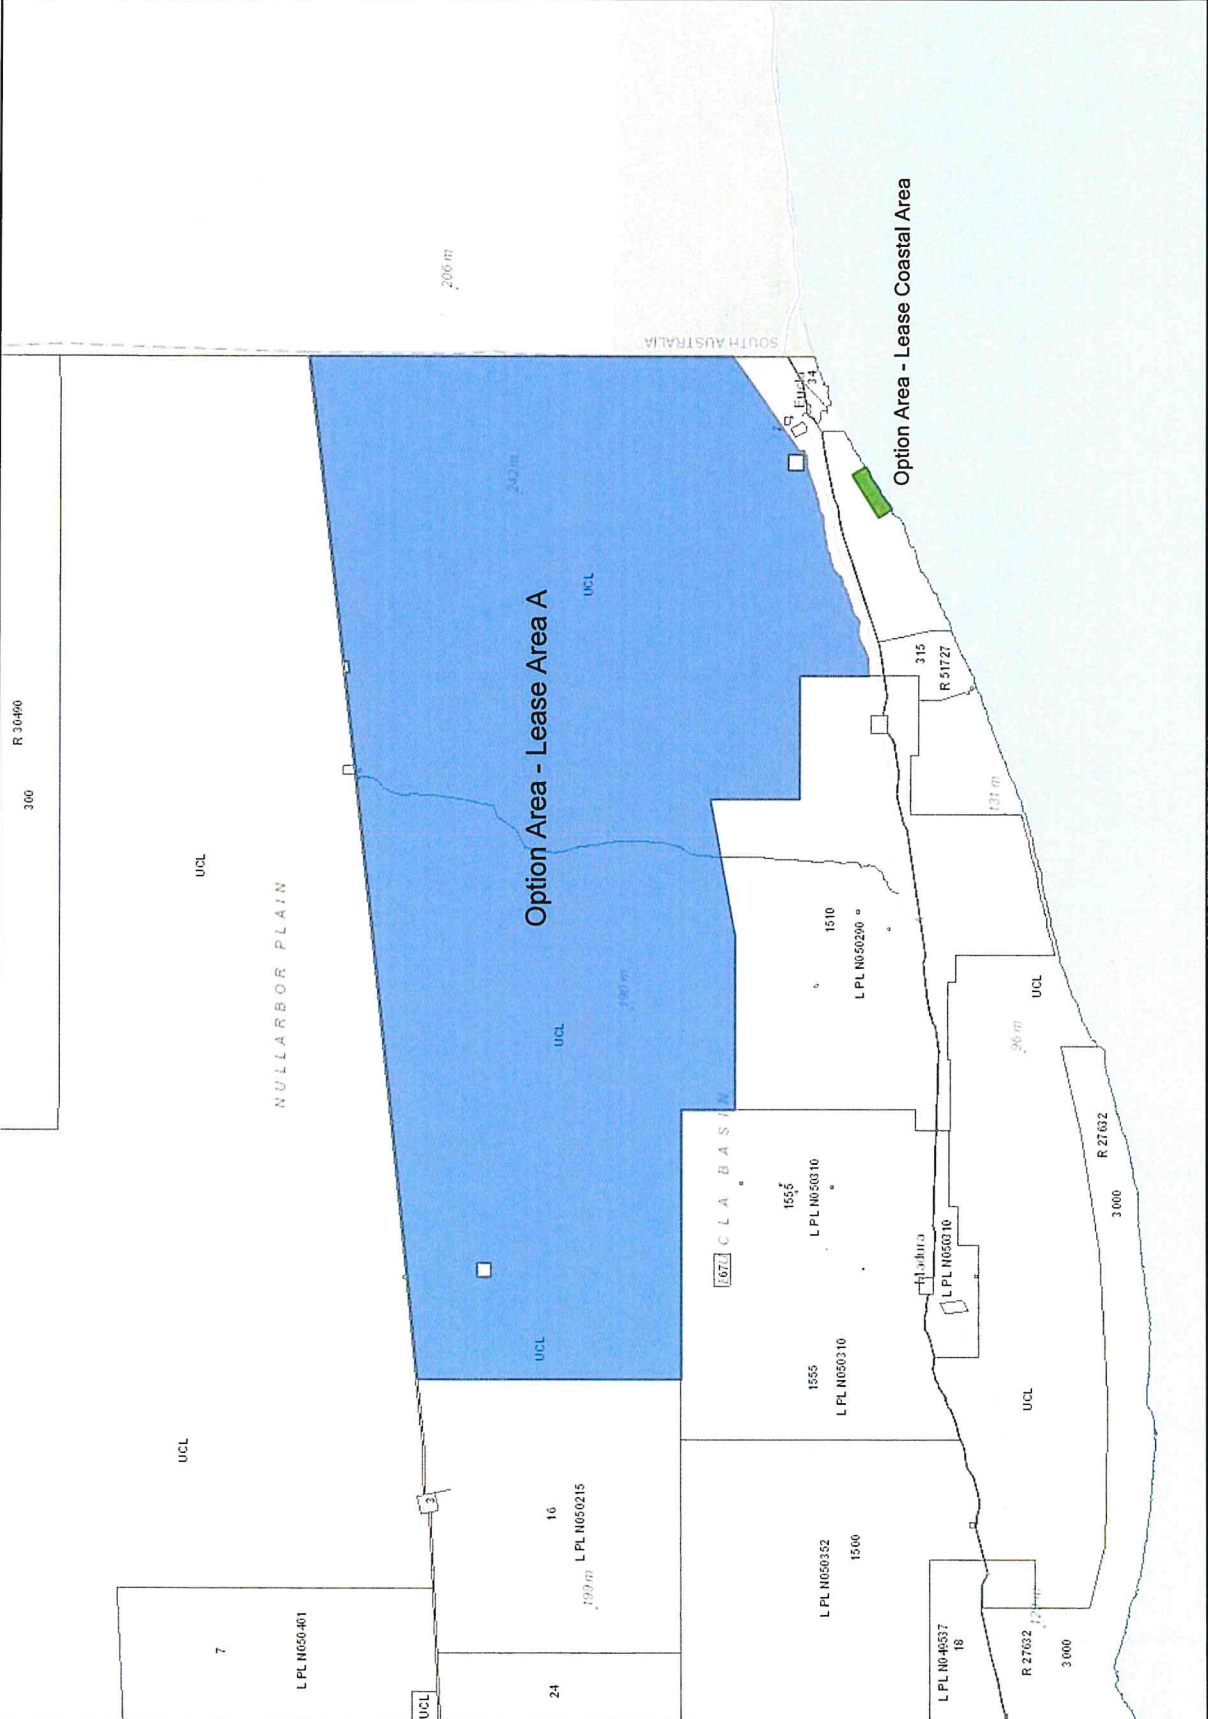 R 30490
300
UCL
NULLARBOR PLAIN
206 m
SOUTH AUSTRALIA
Option Area - Lease Coastal Area
34
242 m
UCL
Option Area - Lease Area A
315
R 51727
131 m
1510
L PL N050290
UCL
UCL
96 m
R 27632
3000
CLA BASIN
1555
L PL N050310
Madura
L PL N050310
UCL
1555
L PL N050310
UCL
UCL
3
16
L PL N050215
199 m
L PL N050352
1500
7
L PL N050401
UCL
24
L PL N049537
18
R 27632
3000